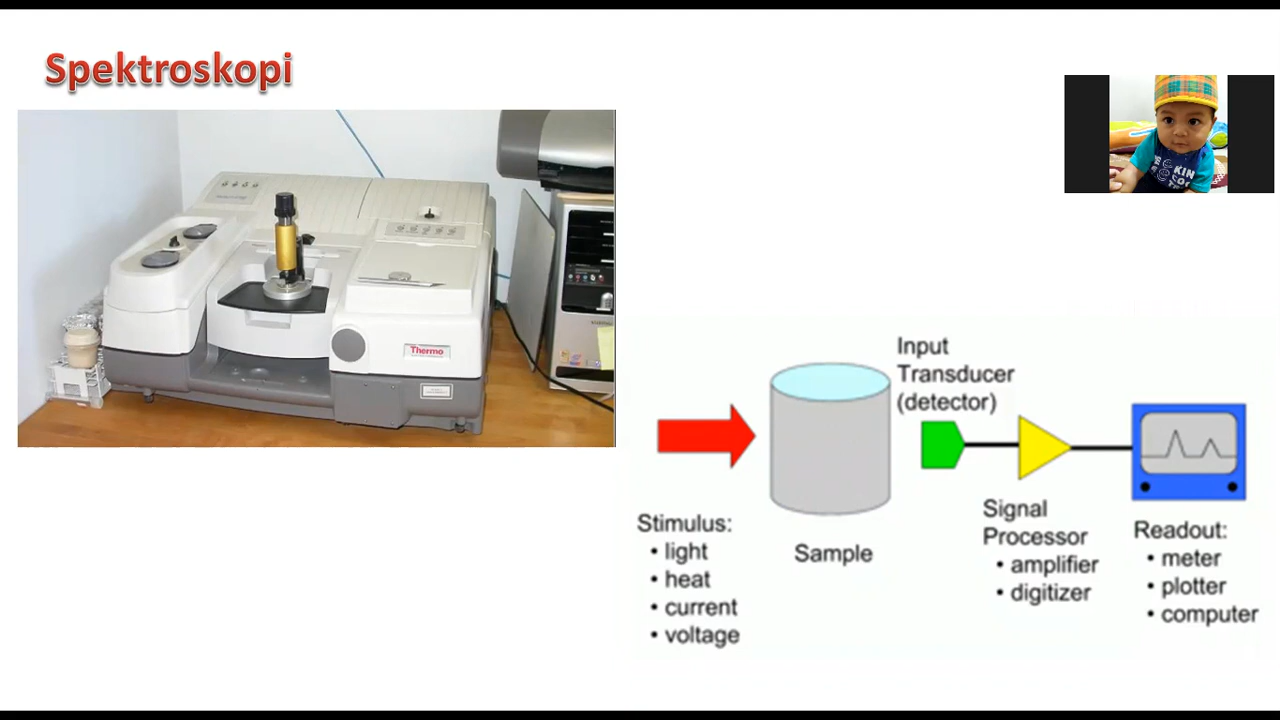 Spektroskopi
Thermo
Input
Transducer
(detector)
Signal
Processor
• amplifier
• digitizer
Stimulus:
• light
• heat
• current
• voltage
Sample
Readout:
• meter
• plotter
• computer
KIN